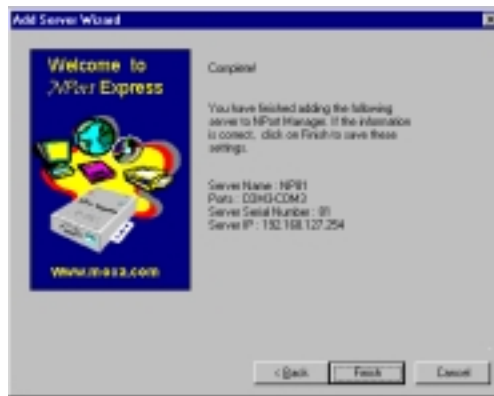 Add Server Wizard
Welcome to
NPort Express
www.moxa.com
Complete!
You have finished adding the following
server to NPort Manager. If the information
is correct, click on Finish to save these
settings.
Server Name : NP01
Ports : COM3-COM3
Server Serial Number : 01
Server IP : 192.168.127.254
< Back
Finish
Cancel